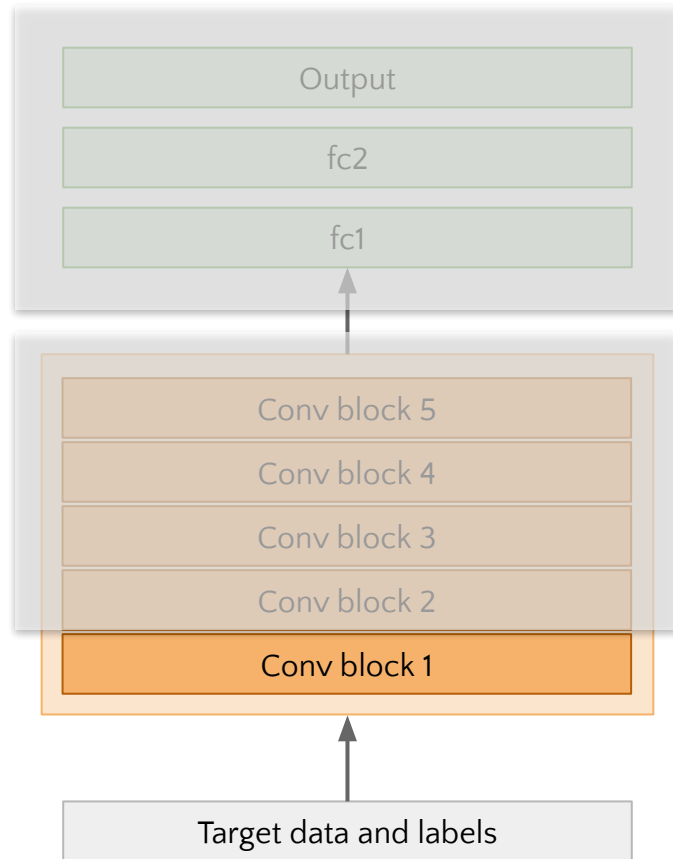 Output
fc2
fc1
Conv block 5
Conv block 4
Conv block 3
Conv block 2
Conv block 1
Target data and labels